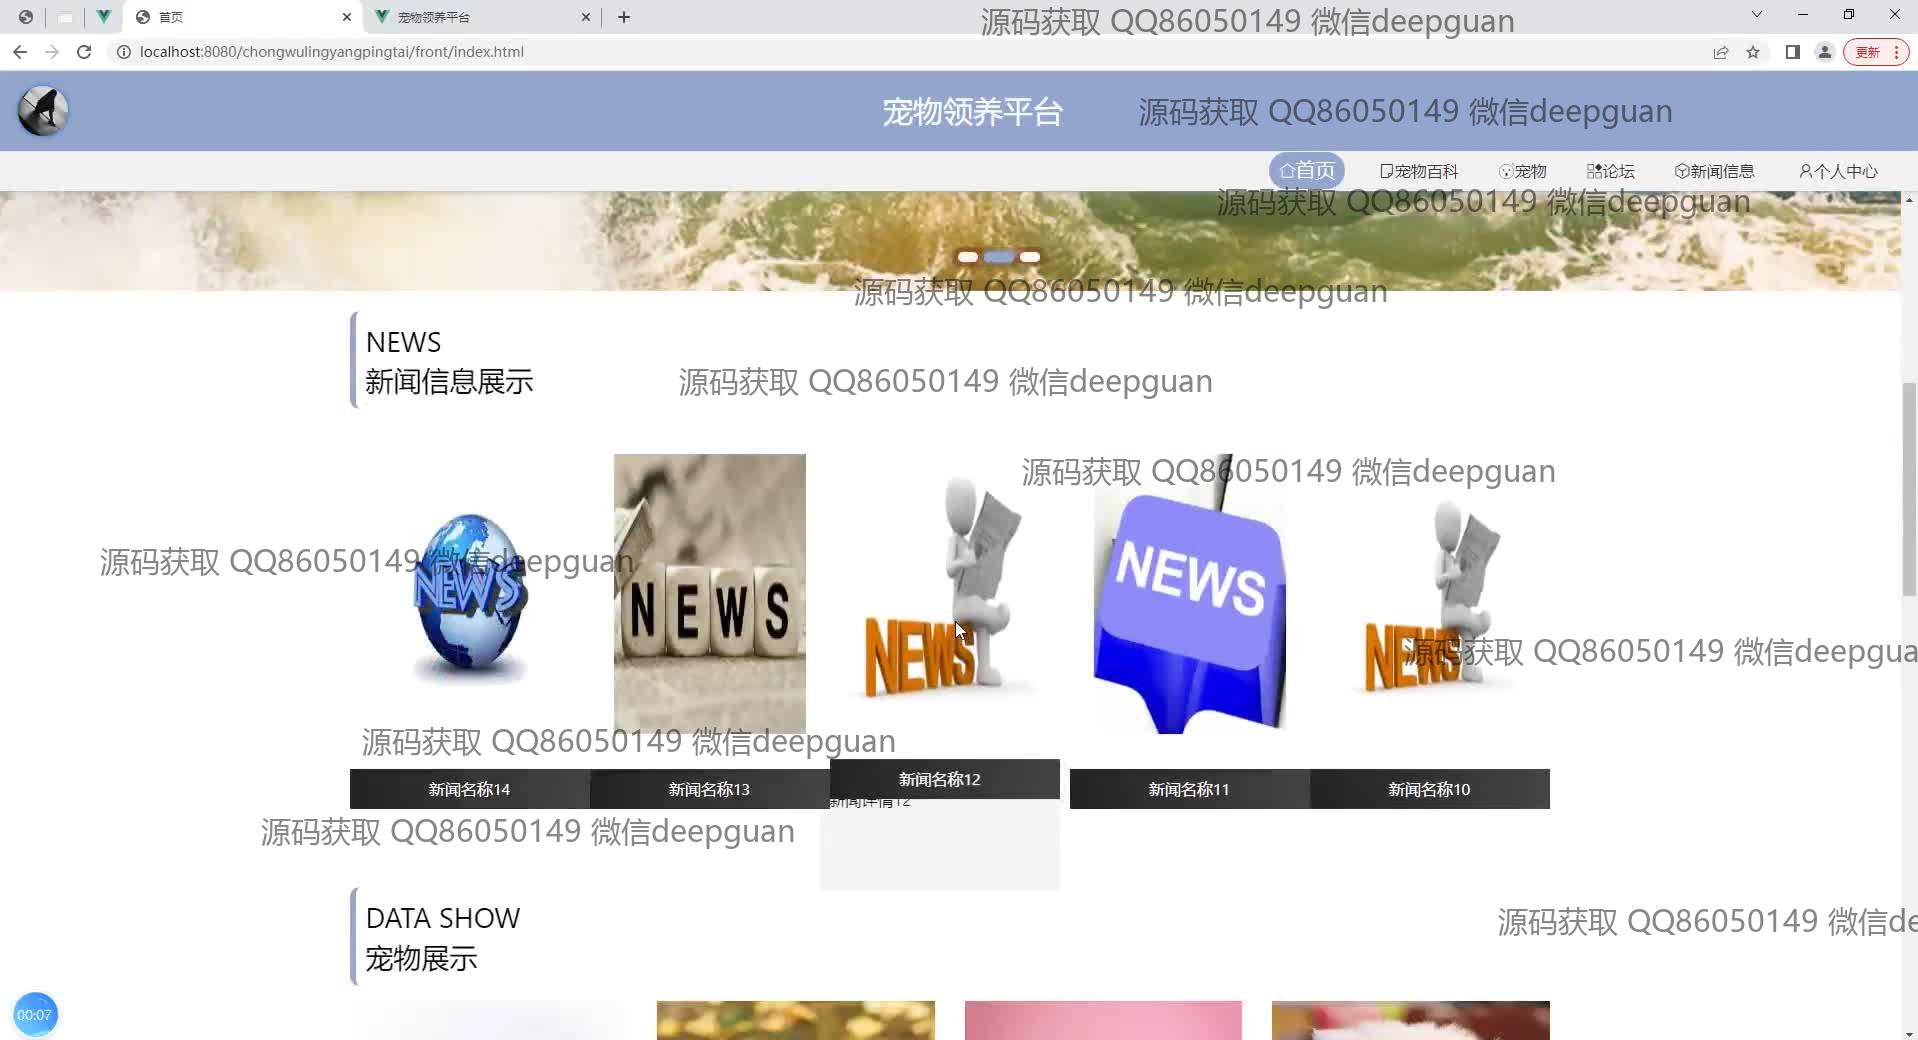 首页
宠物领养平台
源码获取 QQ86050149 微信deepguan
localhost:8080/chongwulingyangpingtai/front/index.html
更新
宠物领养平台
源码获取 QQ86050149 微信deepguan
首页
宠物百科
宠物
论坛
新闻信息
个人中心
源码获取 QQ86050149 微信deepguan
源码获取 QQ86050149 微信deepguan
NEWS
新闻信息展示
源码获取 QQ86050149 微信deepguan
源码获取 QQ86050149 微信deepguan
源码获取 QQ86050149 微信deepguan
NEWS
NEWS
NEWS
NEWS
NEWS
源码获取 QQ86050149 微信deepgua
源码获取 QQ86050149 微信deepguan
新闻名称14
新闻名称13
新闻名称12
新闻名称11
新闻名称10
新闻详情12
源码获取 QQ86050149 微信deepguan
DATA SHOW
宠物展示
源码获取 QQ86050149 微信de
00:07